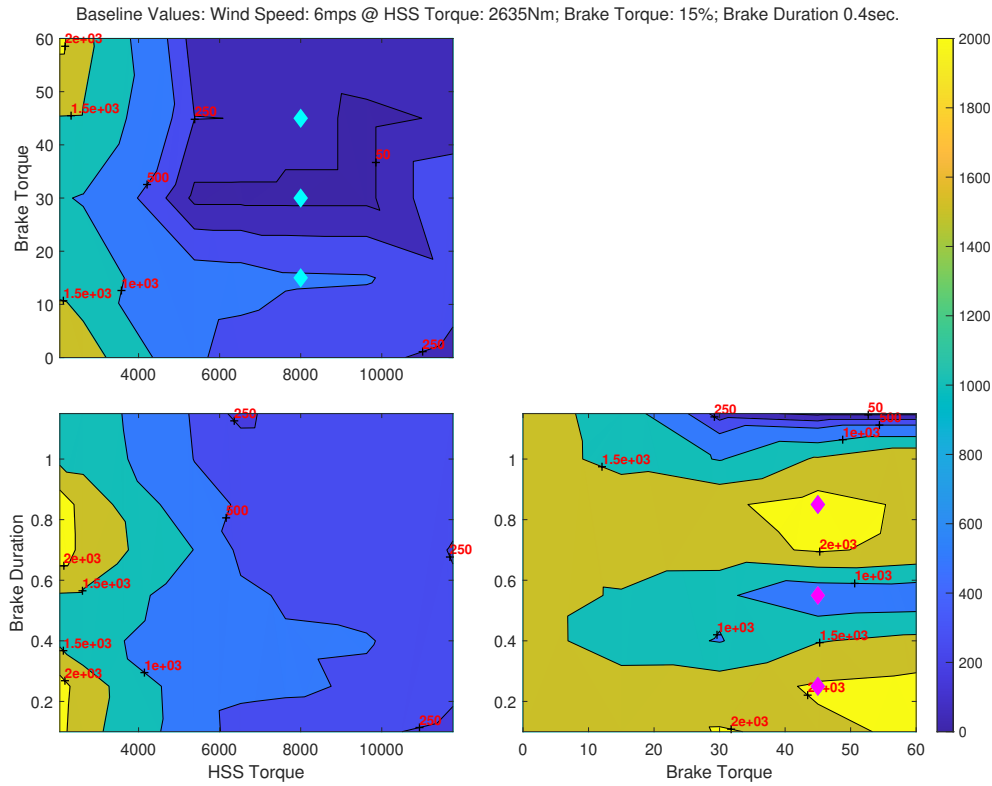 Baseline Values: Wind Speed: 6mps @ HSS Torque: 2635Nm; Brake Torque: 15%; Brake Duration 0.4sec.
60
50
40
30
20
10
0
Brake Torque
4000
6000
8000
10000
2e+03
1.5e+03
250
500
50
1e+03
1.5e+03
250
2000
1800
1600
1400
1200
1000
800
600
400
200
0
1
0.8
0.6
0.4
0.2
Brake Duration
4000
6000
8000
10000
HSS Torque
250
500
250
2e+03
1.5e+03
1.5e+03
1e+03
2e+03
250
0
10
20
30
40
50
60
Brake Torque
50
250
500
1e+03
1.5e+03
2e+03
1e+03
1e+03
1.5e+03
2e+03
2e+03